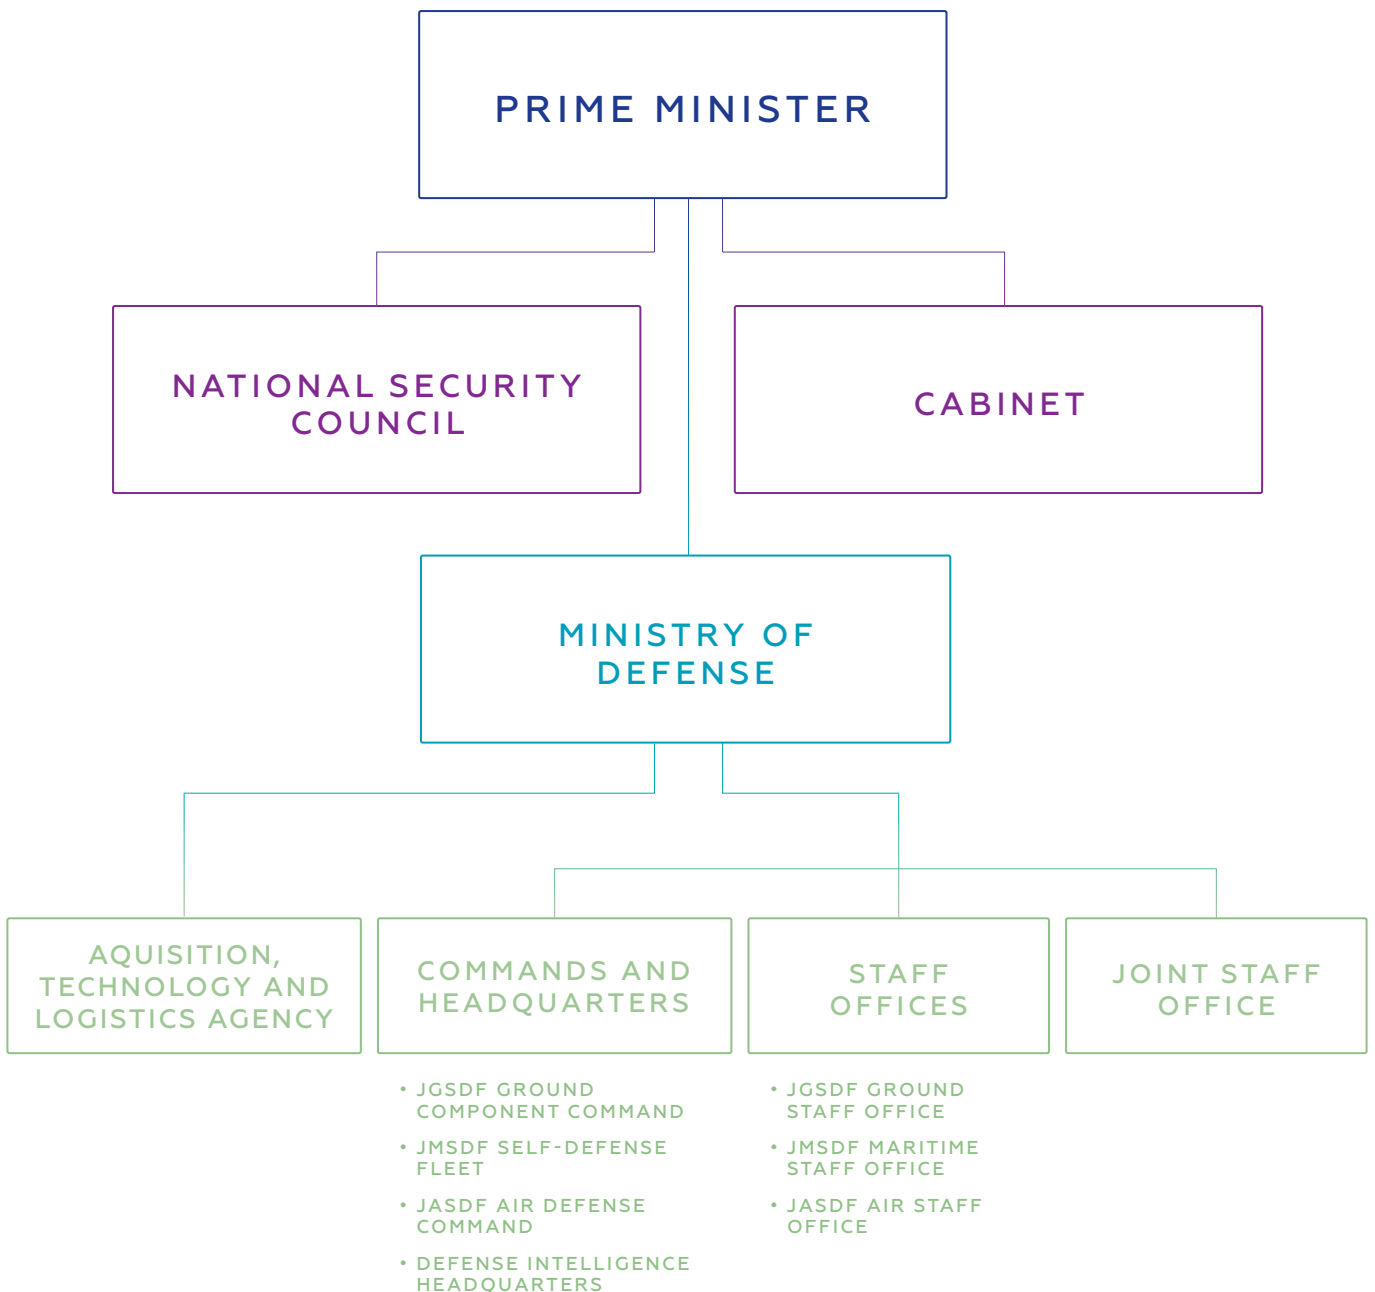 PRIME MINISTER
NATIONAL SECURITY
COUNCIL
CABINET
MINISTRY OF
DEFENSE
AQUISITION,
TECHNOLOGY AND
LOGISTICS AGENCY
COMMANDS AND
HEADQUARTERS
• JGSDF GROUND
COMPONENT COMMAND
• JMSDF SELF-DEFENSE
FLEET
• JASDF AIR DEFENSE
COMMAND
• DEFENSE INTELLIGENCE
HEADQUARTERS
STAFF
OFFICES
• JGSDF GROUND
STAFF OFFICE
• JMSDF MARITIME
STAFF OFFICE
• JASDF AIR STAFF
OFFICE
JOINT STAFF
OFFICE